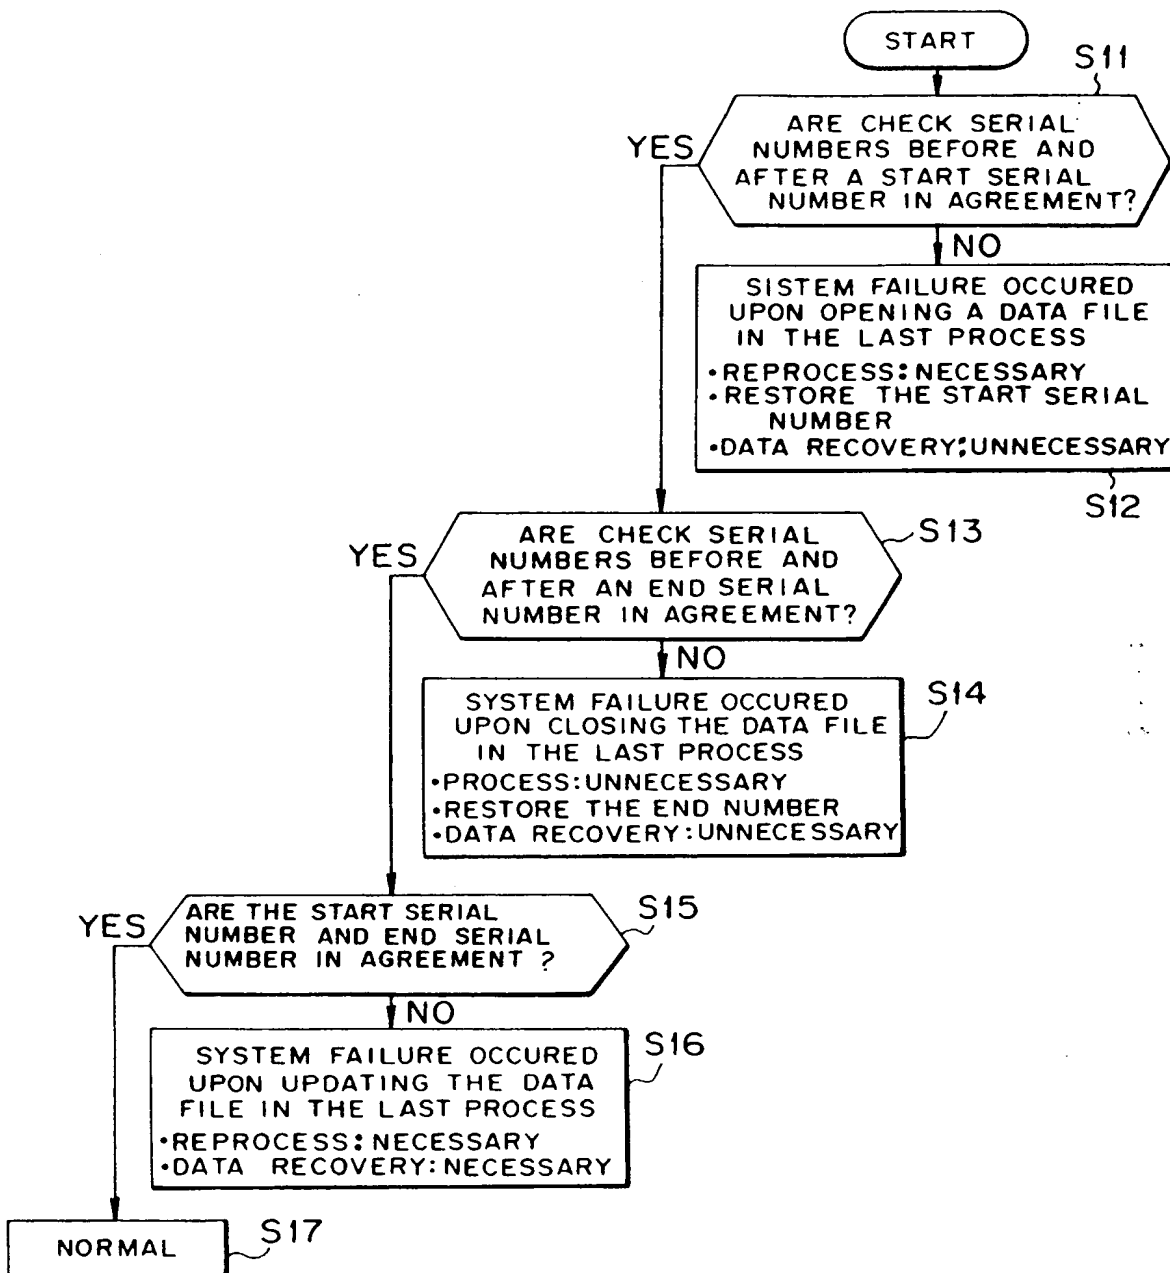 START
S11
ARE CHECK SERIAL
NUMBERS BEFORE AND
AFTER A START SERIAL
NUMBER IN AGREEMENT?
YES
NO
SISTEM FAILURE OCCURED
UPON OPENING A DATA FILE
IN THE LAST PROCESS
•REPROCESS:NECESSARY
•RESTORE THE START SERIAL
NUMBER
•DATA RECOVERY:UNNECESSARY
S12
ARE CHECK SERIAL
NUMBERS BEFORE AND
AFTER AN END SERIAL
NUMBER IN AGREEMENT?
S13
YES
NO
SYSTEM FAILURE OCCURED
UPON CLOSING THE DATA FILE
IN THE LAST PROCESS
•PROCESS:UNNECESSARY
•RESTORE THE END NUMBER
•DATA RECOVERY:UNNECESSARY
S14
ARE THE START SERIAL
NUMBER AND END SERIAL
NUMBER IN AGREEMENT ?
S15
YES
NO
SYSTEM FAILURE OCCURED
UPON UPDATING THE DATA
FILE IN THE LAST PROCESS
•REPROCESS:NECESSARY
•DATA RECOVERY:NECESSARY
S16
NORMAL
S17